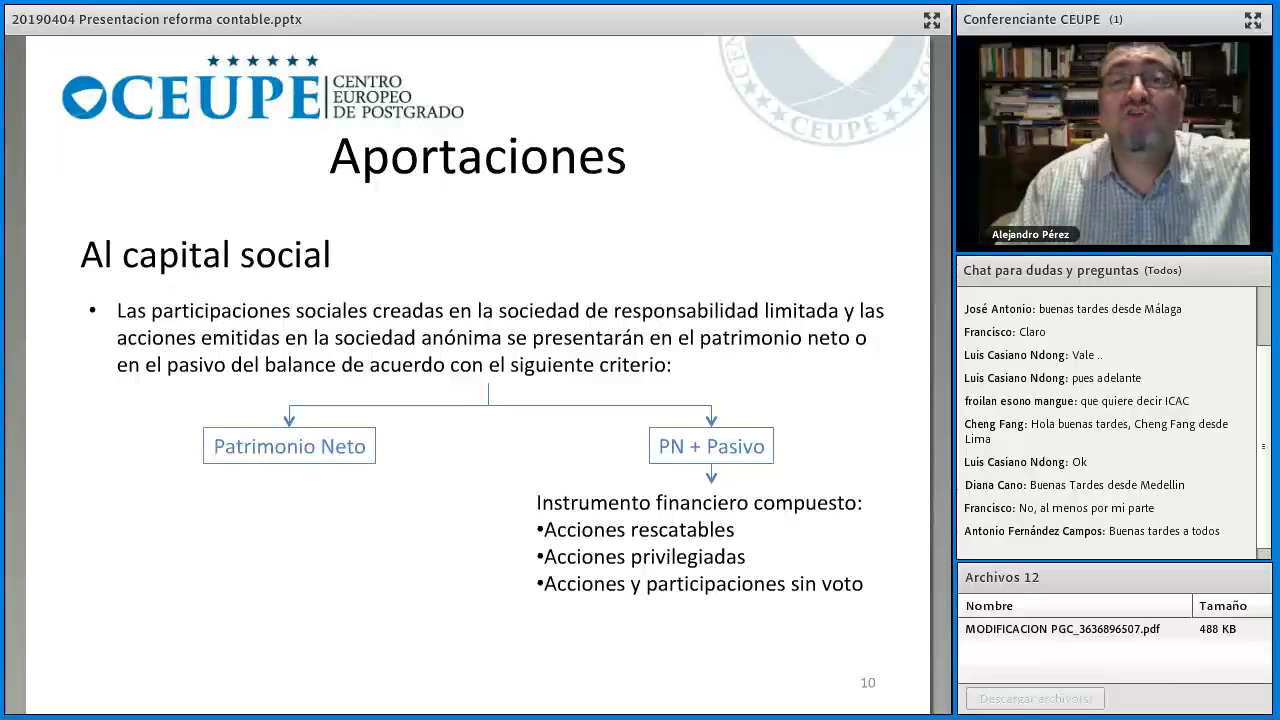 20190404 Presentacion reforma contable.pptx
CEUPE
CENTRO
EUROPEO
DE POSTGRADO
CEUPE
Aportaciones
Al capital social
• Las participaciones sociales creadas en la sociedad de responsabilidad limitada y las
acciones emitidas en la sociedad anónima se presentarán en el patrimonio neto o
en el pasivo del balance de acuerdo con el siguiente criterio:
Patrimonio Neto
PN + Pasivo
Instrumento financiero compuesto:
•Acciones rescatables
•Acciones privilegiadas
•Acciones y participaciones sin voto
10
Conferenciante CEUPE (1)
Alejandro Pérez
Chat para dudas y preguntas (Todos)
José Antonio: buenas tardes desde Málaga
Francisco: Claro
Luis Casiano Ndong: Vale ..
Luis Casiano Ndong: pues adelante
froilan esono mangue: que quiere decir ICAC
Cheng Fang: Hola buenas tardes, Cheng Fang desde
Lima
Luis Casiano Ndong: Ok
Diana Cano: Buenas Tardes desde Medellin
Francisco: No, al menos por mi parte
Antonio Fernández Campos: Buenas tardes a todos
Archivos 12
Nombre
Tamaño
MODIFICACION PGC_3636896507.pdf
488 KB
Descargar archivo(s)